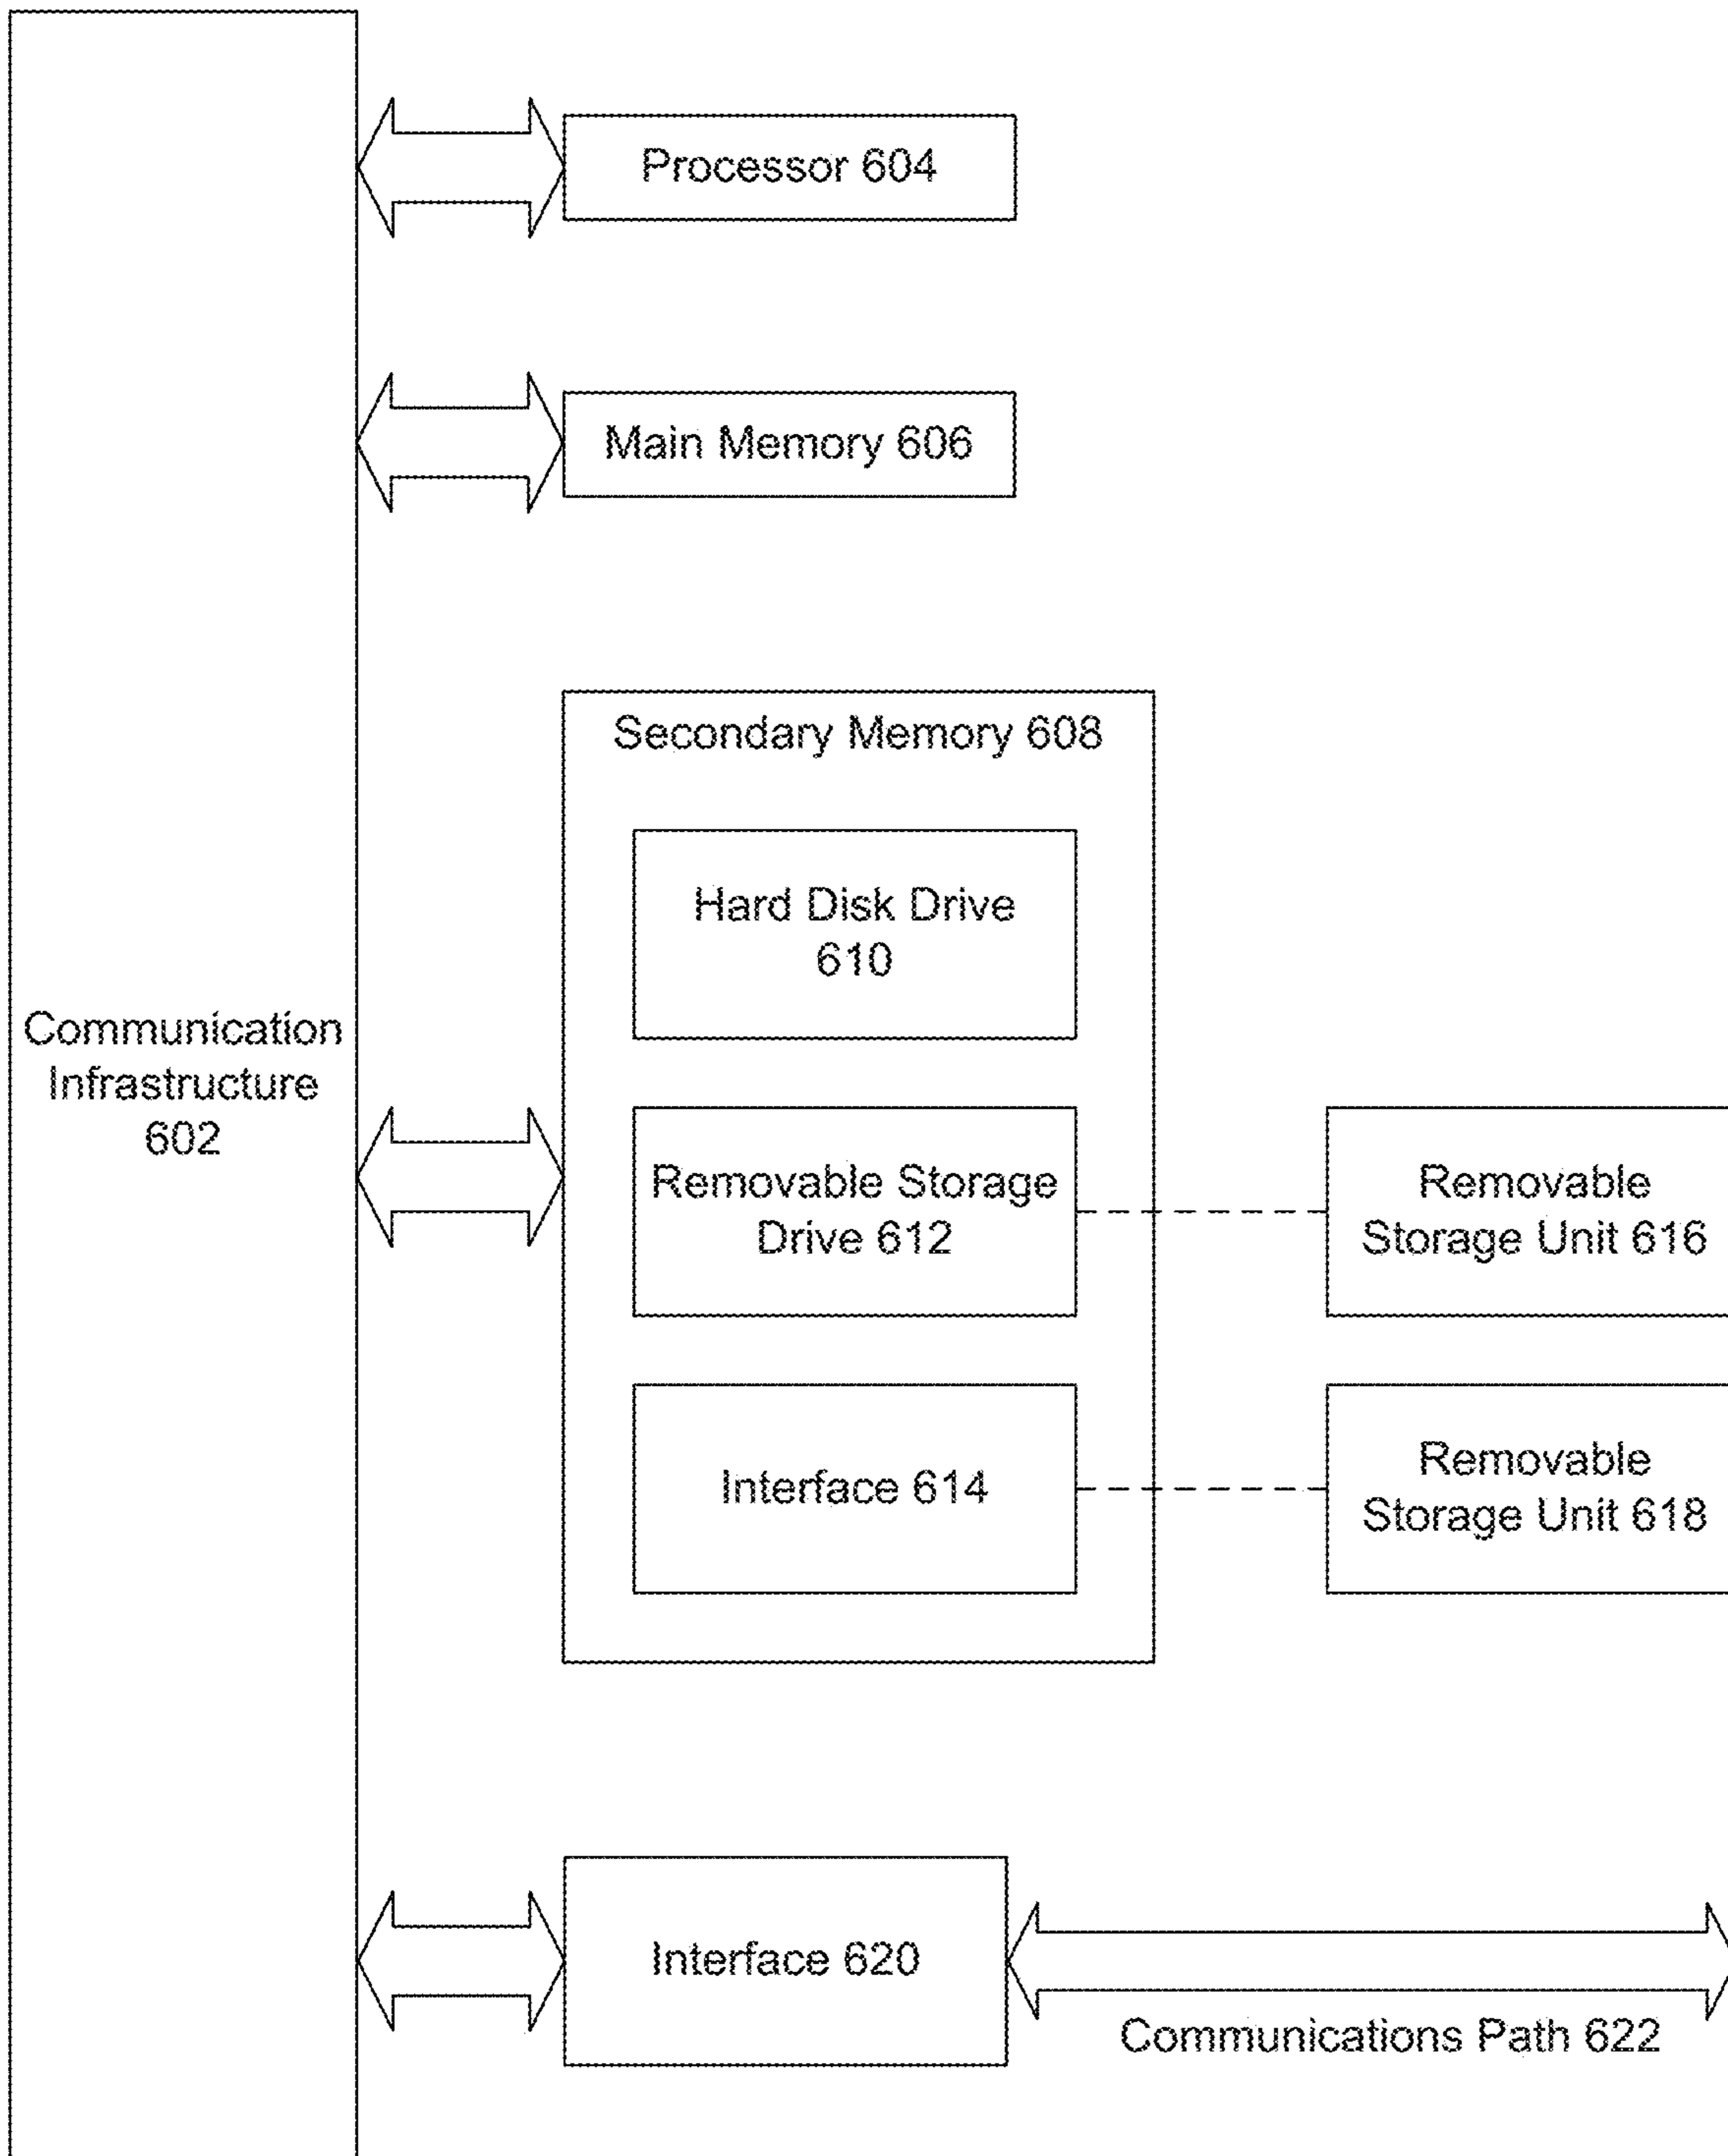 Processor 604
Main Memory 606
Secondary Memory 608
Hard Disk Drive
610
Communication
Infrastructure
602
Removable Storage
Drive 612
Removable
Storage Unit 616
Interface 614
Removable
Storage Unit 618
Interface 620
Communications Path 622